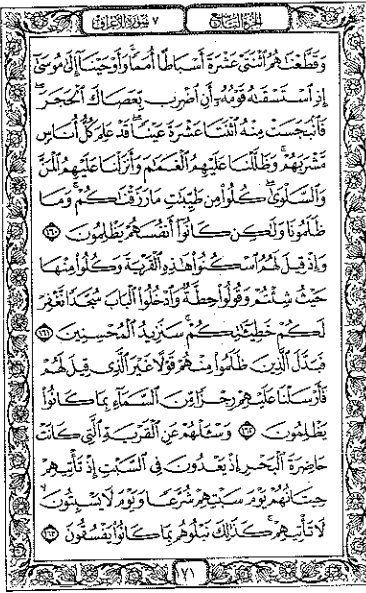 الجزء التاسع ٧ سورة الأعراف
وَقَطَّعْنَٰهُمُ ٱثْنَتَىْ عَشْرَةَ أَسْبَاطًا أُمَمًا ۚ وَأَوْحَيْنَآ إِلَىٰ مُوسَىٰٓ
إِذِ ٱسْتَسْقَىٰهُ قَوْمُهُۥٓ أَنِ ٱضْرِب بِّعَصَاكَ ٱلْحَجَرَ ۖ
فَٱنۢبَجَسَتْ مِنْهُ ٱثْنَتَا عَشْرَةَ عَيْنًا ۖ قَدْ عَلِمَ كُلُّ أُنَاسٍ
مَّشْرَبَهُمْ ۚ وَظَلَّلْنَا عَلَيْهِمُ ٱلْغَمَٰمَ وَأَنزَلْنَا عَلَيْهِمُ ٱلْمَنَّ
وَٱلسَّلْوَىٰ ۖ كُلُوا۟ مِن طَيِّبَٰتِ مَا رَزَقْنَٰكُمْ ۚ وَمَا
ظَلَمُونَا وَلَٰكِن كَانُوٓا۟ أَنفُسَهُمْ يَظْلِمُونَ ١٦٠
وَإِذْ قِيلَ لَهُمُ ٱسْكُنُوا۟ هَٰذِهِ ٱلْقَرْيَةَ وَكُلُوا۟ مِنْهَا
حَيْثُ شِئْتُمْ وَقُولُوا۟ حِطَّةٌ وَٱدْخُلُوا۟ ٱلْبَابَ سُجَّدًا نَّغْفِرْ
لَكُمْ خَطِيٓـَٰٔتِكُمْ ۚ سَنَزِيدُ ٱلْمُحْسِنِينَ ١٦١
فَبَدَّلَ ٱلَّذِينَ ظَلَمُوا۟ مِنْهُمْ قَوْلًا غَيْرَ ٱلَّذِى قِيلَ لَهُمْ
فَأَرْسَلْنَا عَلَيْهِمْ رِجْزًا مِّنَ ٱلسَّمَآءِ بِمَا كَانُوا۟
يَظْلِمُونَ ١٦٢ وَسْـَٔلْهُمْ عَنِ ٱلْقَرْيَةِ ٱلَّتِى كَانَتْ
حَاضِرَةَ ٱلْبَحْرِ إِذْ يَعْدُونَ فِى ٱلسَّبْتِ إِذْ تَأْتِيهِمْ
حِيتَانُهُمْ يَوْمَ سَبْتِهِمْ شُرَّعًا وَيَوْمَ لَا يَسْبِتُونَ ۙ
لَا تَأْتِيهِمْ ۚ كَذَٰلِكَ نَبْلُوهُم بِمَا كَانُوا۟ يَفْسُقُونَ ١٦٣
١٧١